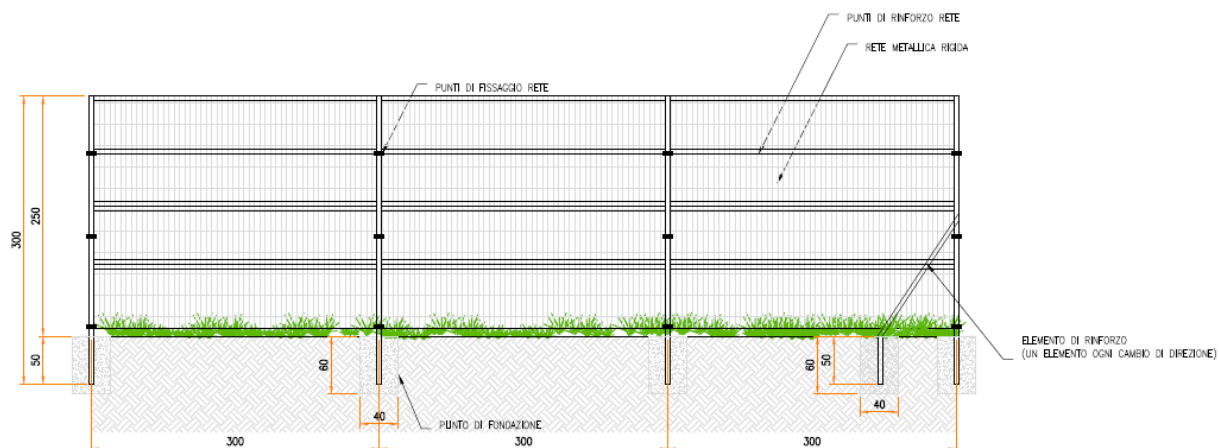 PUNTI DI RINFORZO RETE
RETE METALLICA RIGIDA
PUNTI DI FISSAGGIO RETE
300
250
50
60
40
PUNTO DI FONDAZIONE
60
50
40
ELEMENTO DI RINFORZO
(UN ELEMENTO OGNI CAMBIO DI DIREZIONE)
300
300
300